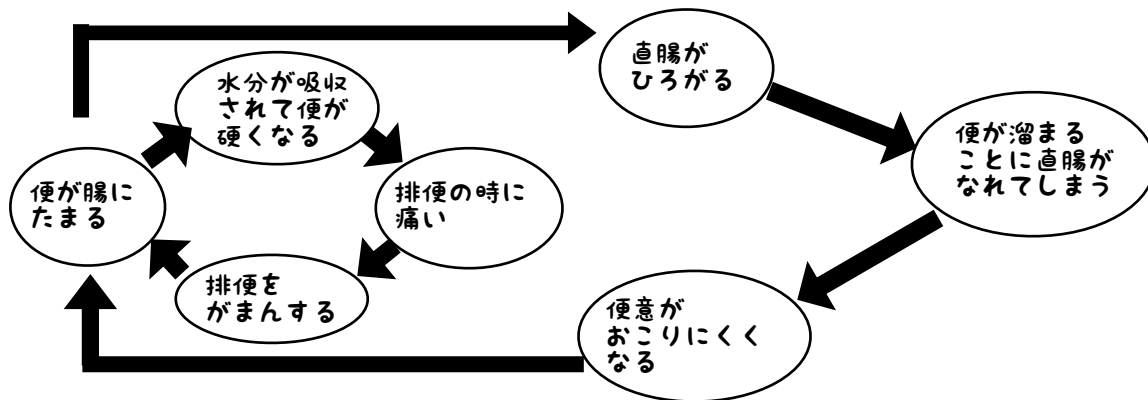 水分が吸収
されて便が
硬くなる
排便の時に
痛い
排便を
がまんする
便が腸に
たまる
直腸が
ひろがる
便が溜まる
ことに直腸が
なれてしまう
便意が
おこりにくく
なる